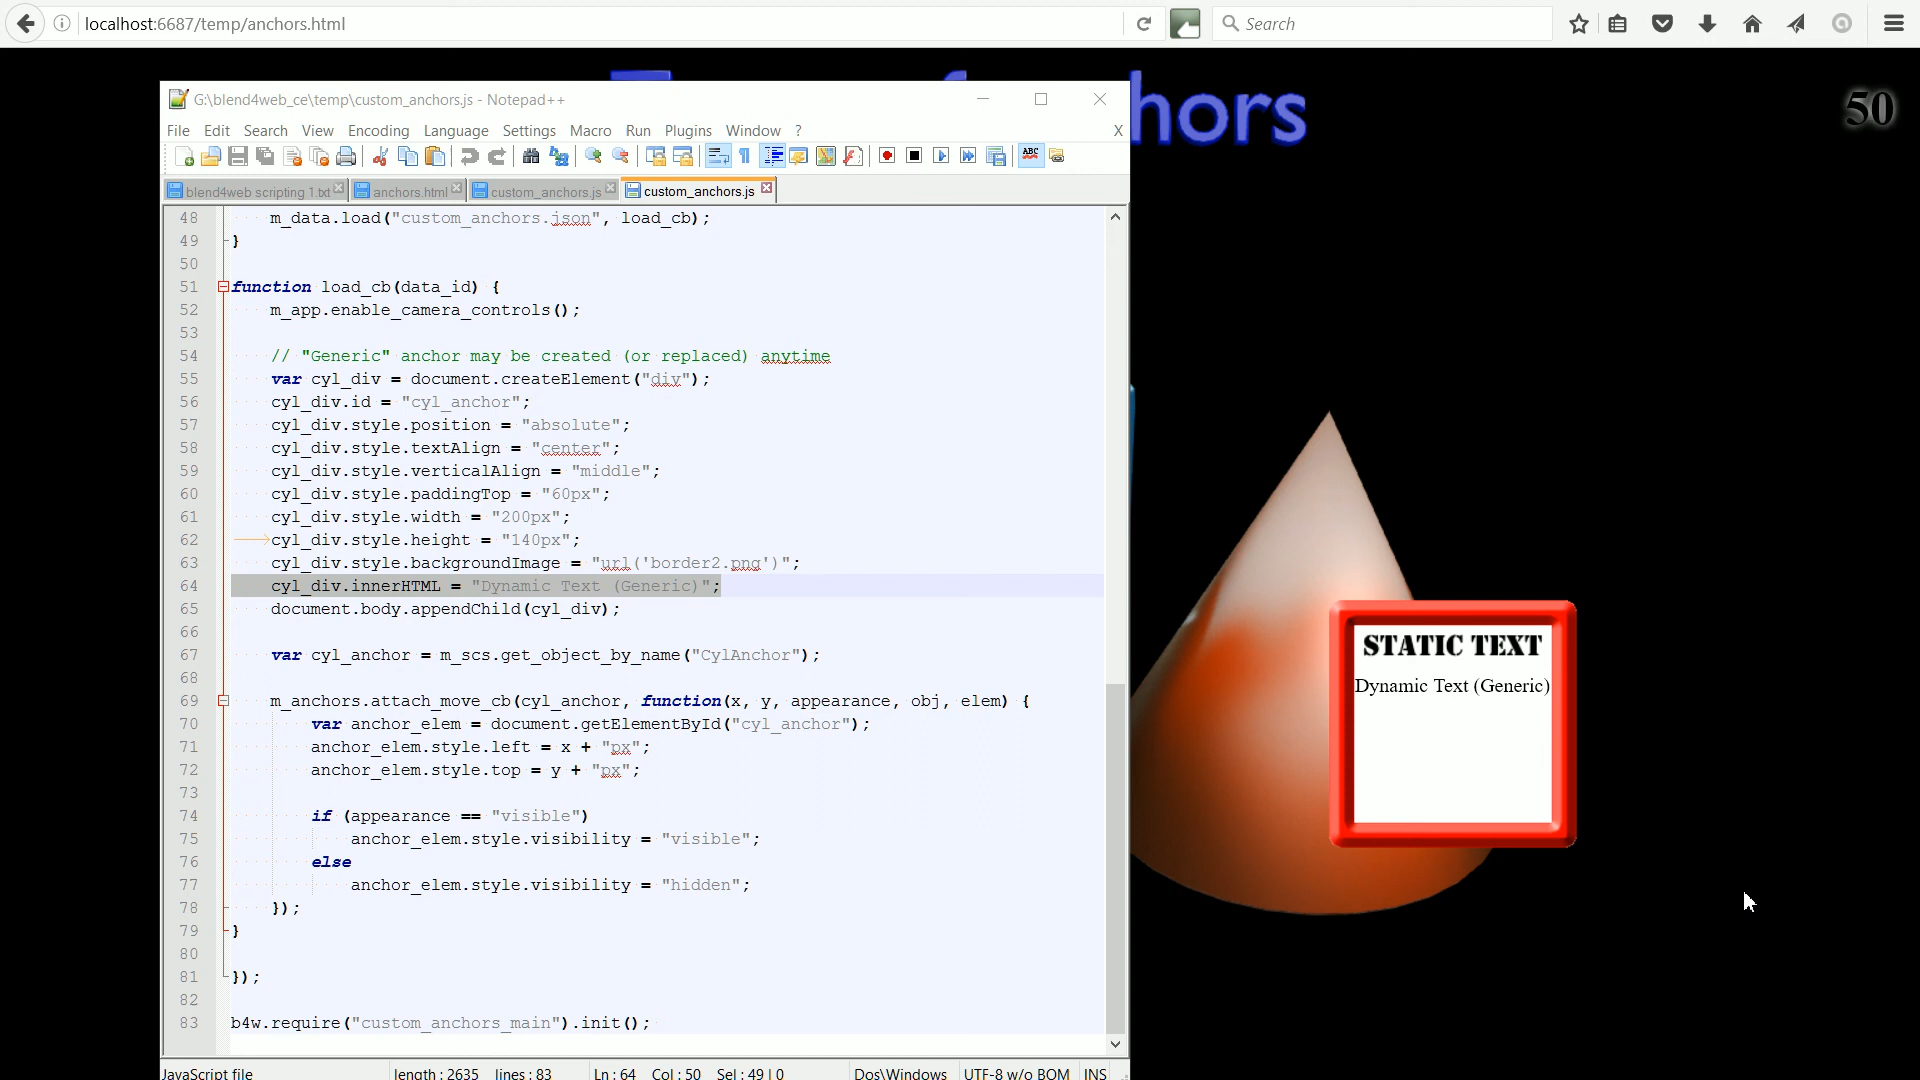 localhost:6687/temp/anchors.html
Search
hors
50
G:\blend4web_ce\temp\custom_anchors.js - Notepad++
File Edit Search View Encoding Language Settings Macro Run Plugins Window ? X
blend4web scripting 1.txt anchors.html custom_anchors.js custom_anchors.js
48 m_data.load("custom_anchors.json", load_cb);
49 }
50
51 function load_cb(data_id) {
52 m_app.enable_camera_controls();
53
54 // "Generic" anchor may be created (or replaced) anytime
55 var cyl_div = document.createElement("div");
56 cyl_div.id = "cyl_anchor";
57 cyl_div.style.position = "absolute";
58 cyl_div.style.textAlign = "center";
59 cyl_div.style.verticalAlign = "middle";
60 cyl_div.style.paddingTop = "60px";
61 cyl_div.style.width = "200px";
62 cyl_div.style.height = "140px";
63 cyl_div.style.backgroundImage = "url('border2.png')";
64 cyl_div.innerHTML = "Dynamic Text (Generic)";
65 document.body.appendChild(cyl_div);
66
67 var cyl_anchor = m_scs.get_object_by_name("CylAnchor");
68
69 m_anchors.attach_move_cb(cyl_anchor, function(x, y, appearance, obj, elem) {
70 var anchor_elem = document.getElementById("cyl_anchor");
71 anchor_elem.style.left = x + "px";
72 anchor_elem.style.top = y + "px";
73
74 if (appearance == "visible")
75 anchor_elem.style.visibility = "visible";
76 else
77 anchor_elem.style.visibility = "hidden";
78 });
79 }
80
81 });
82
83 b4w.require("custom_anchors_main").init();
STATIC TEXT
Dynamic Text (Generic)
JavaScript file length : 2635 lines : 83 Ln : 64 Col : 50 Sel : 49 | 0 Dos\Windows UTF-8 w/o BOM INS